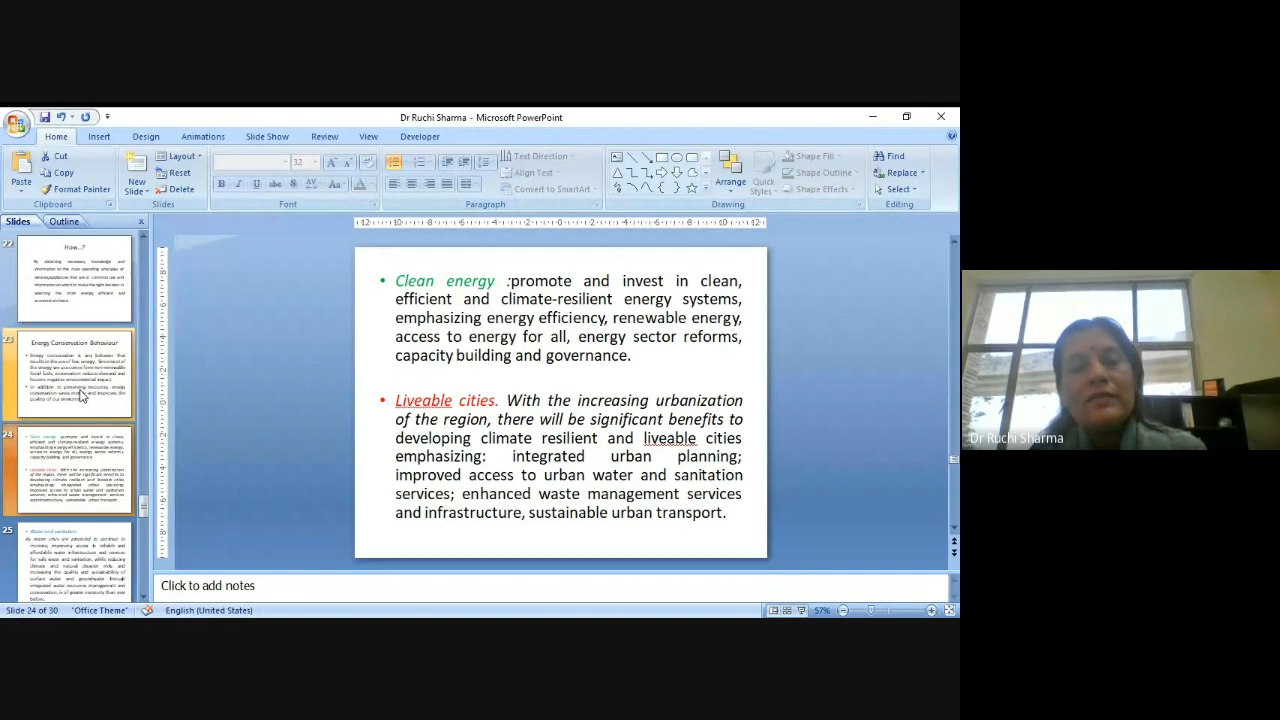 Dr Ruchi Sharma - Microsoft PowerPoint
Home Insert Design Animations Slide Show Review View Developer
Paste
Cut
Copy
Format Painter
Clipboard
New
Slide
Layout
Reset
Delete
Slides
32
Font
Text Direction
Align Text
Convert to SmartArt
Paragraph
Arrange
Quick
Styles
Shape Fill
Shape Outline
Shape Effects
Drawing
Find
Replace
Select
Editing
Slides Outline
22
How...?
23
Energy Conservation Behaviour
24
25
Water and sanitation
• Clean energy :promote and invest in clean,
efficient and climate-resilient energy systems,
emphasizing energy efficiency, renewable energy,
access to energy for all, energy sector reforms,
capacity building and governance.
• Liveable cities. With the increasing urbanization
of the region, there will be significant benefits to
developing climate resilient and liveable cities
emphasizing: integrated urban planning;
improved access to urban water and sanitation
services; enhanced waste management services
and infrastructure, sustainable urban transport.
Click to add notes
Slide 24 of 30 "Office Theme" English (United States) 57%
Dr Ruchi Sharma